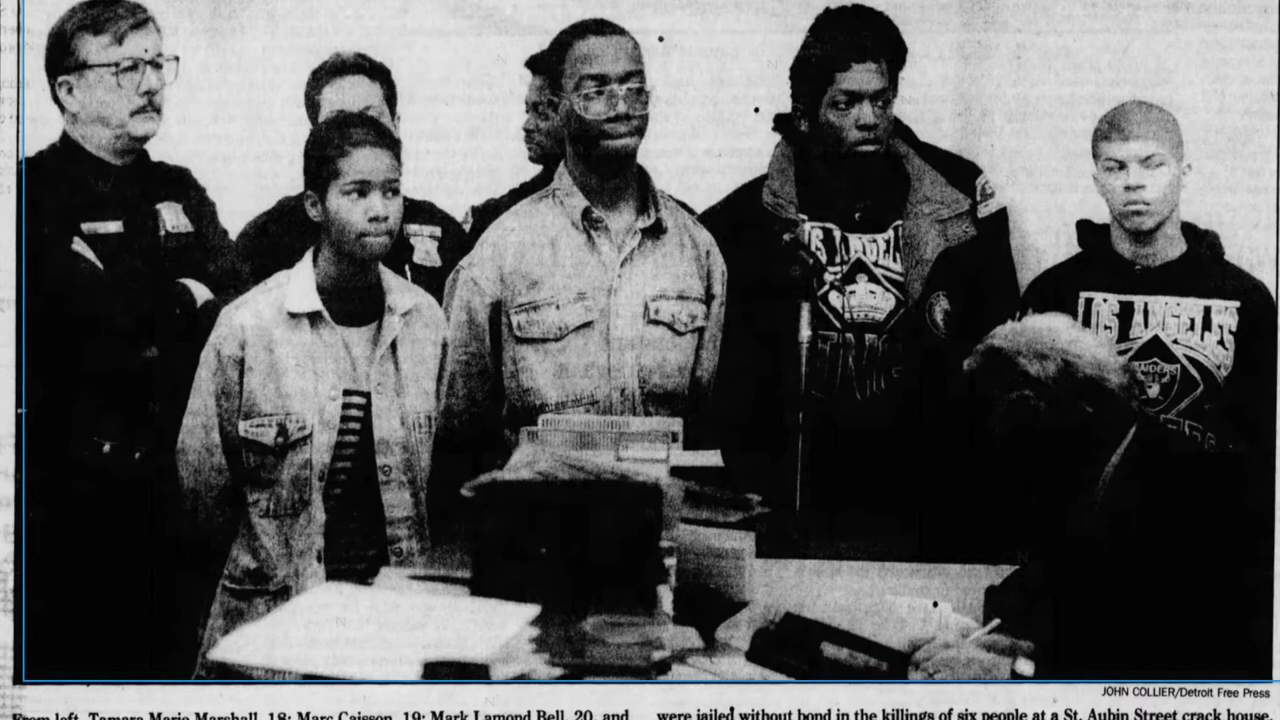 LOS ANGELES
KINGS
LOS ANGELES
RAIDERS
JOHN COLLIER/Detroit Free Press
From left, Tamara Marie Marshall, 18; Marc Caisson, 19; Mark Lamond Bell, 20, and
were jailed without bond in the killings of six people at a St. Aubin Street crack house.